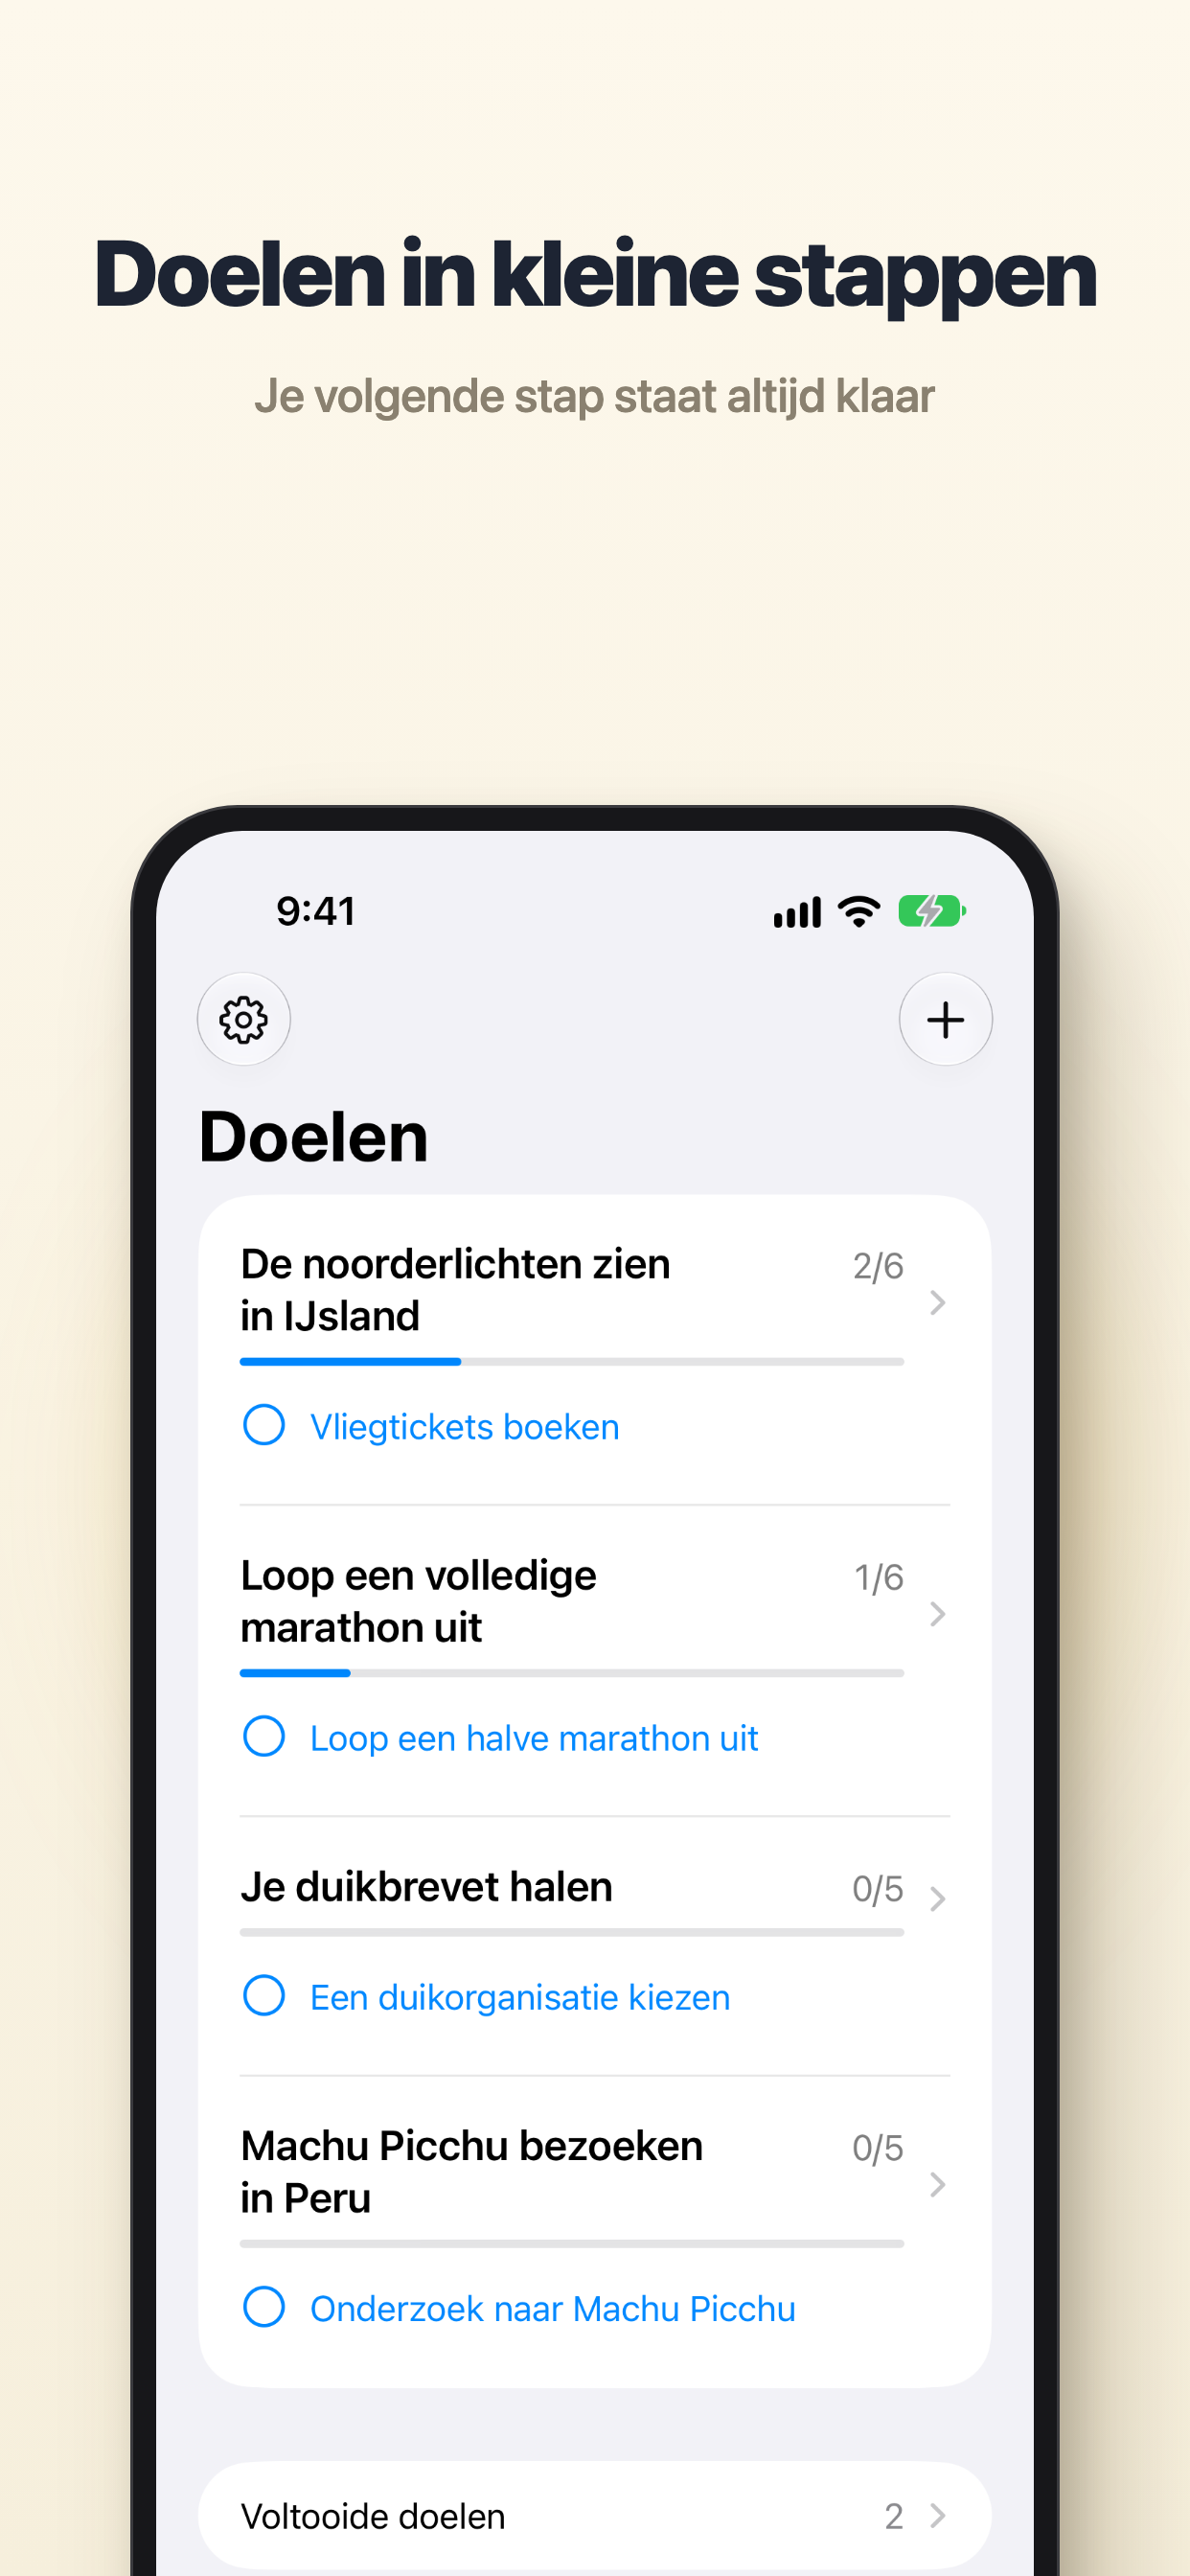 Doelen in kleine stappen
Je volgende stap staat altijd klaar
9:41
Doelen
De noorderlichten zien
in IJsland
2/6
Vliegtickets boeken
Loop een volledige
marathon uit
1/6
Loop een halve marathon uit
Je duikbrevet halen
0/5
Een duikorganisatie kiezen
Machu Picchu bezoeken
in Peru
0/5
Onderzoek naar Machu Picchu
Voltooide doelen
2